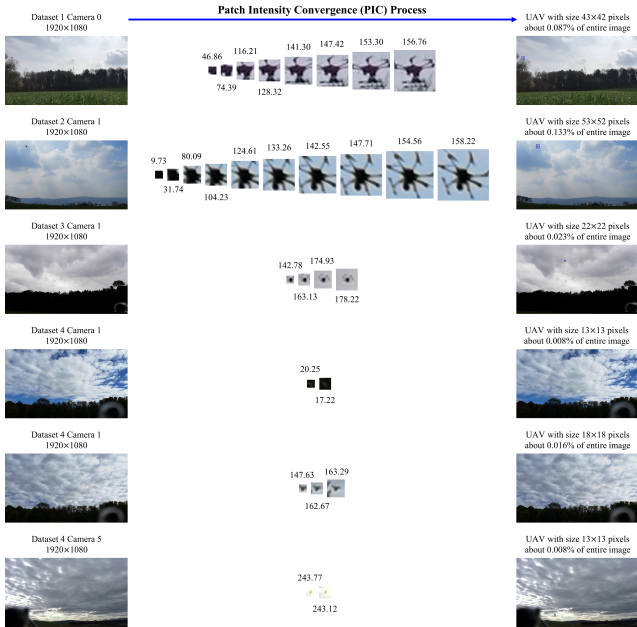 Patch Intensity Convergence (PIC) Process
Dataset 1 Camera 0
1920×1080
46.86
74.39
116.21
128.32
141.30
147.42
153.30
156.76
UAV with size 43×42 pixels
about 0.087% of entire image
Dataset 2 Camera 1
1920×1080
9.73
31.74
80.09
104.23
124.61
133.26
142.55
147.71
154.56
158.22
UAV with size 53×52 pixels
about 0.133% of entire image
Dataset 3 Camera 1
1920×1080
142.78
163.13
174.93
178.22
UAV with size 22×22 pixels
about 0.023% of entire image
Dataset 4 Camera 1
1920×1080
20.25
17.22
UAV with size 13×13 pixels
about 0.008% of entire image
Dataset 4 Camera 1
1920×1080
147.63
162.67
163.29
UAV with size 18×18 pixels
about 0.016% of entire image
Dataset 4 Camera 5
1920×1080
243.77
243.12
UAV with size 13×13 pixels
about 0.008% of entire image